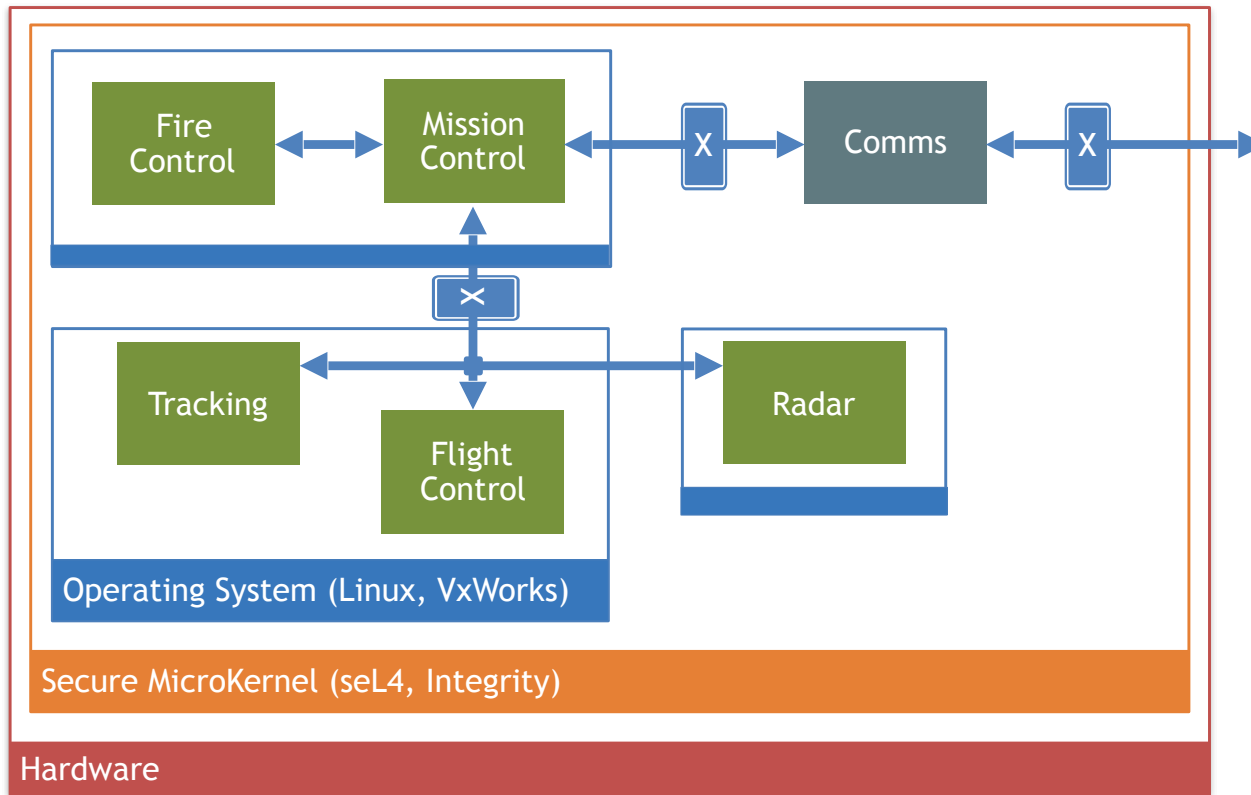 Fire
Control
Mission
Control
X
Comms
X
X
Tracking
Flight
Control
Radar
Operating System (Linux, VxWorks)
Secure MicroKernel (seL4, Integrity)
Hardware